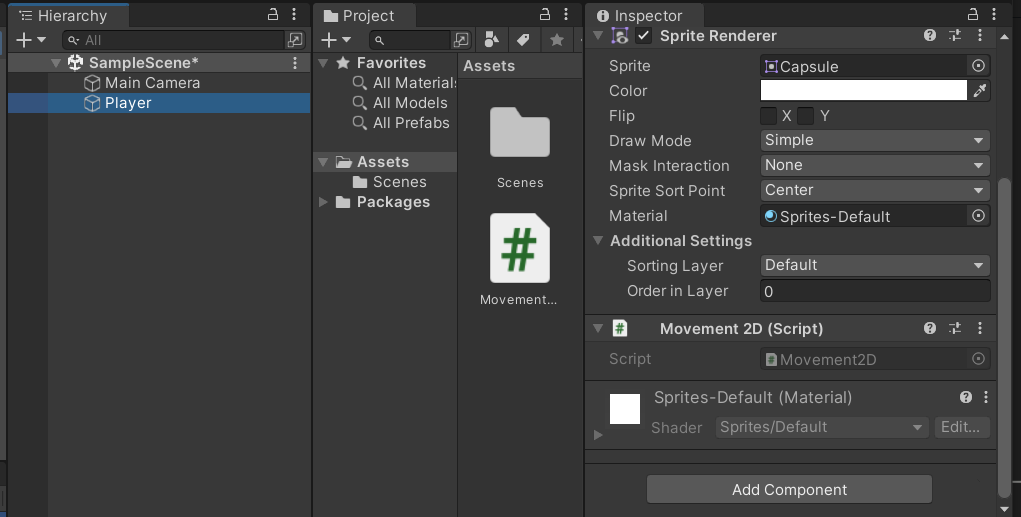 Hierarchy
All
SampleScene*
Main Camera
Player
Project
Favorites
All Materials
All Models
All Prefabs
Assets
Scenes
Packages
Assets
Scenes
Movement...
Inspector
Sprite Renderer
Sprite Capsule
Color
Flip X Y
Draw Mode Simple
Mask Interaction None
Sprite Sort Point Center
Material Sprites-Default
Additional Settings
Sorting Layer Default
Order in Layer 0
# Movement 2D (Script)
Script # Movement2D
Sprites-Default (Material)
Shader Sprites/Default Edit...
Add Component